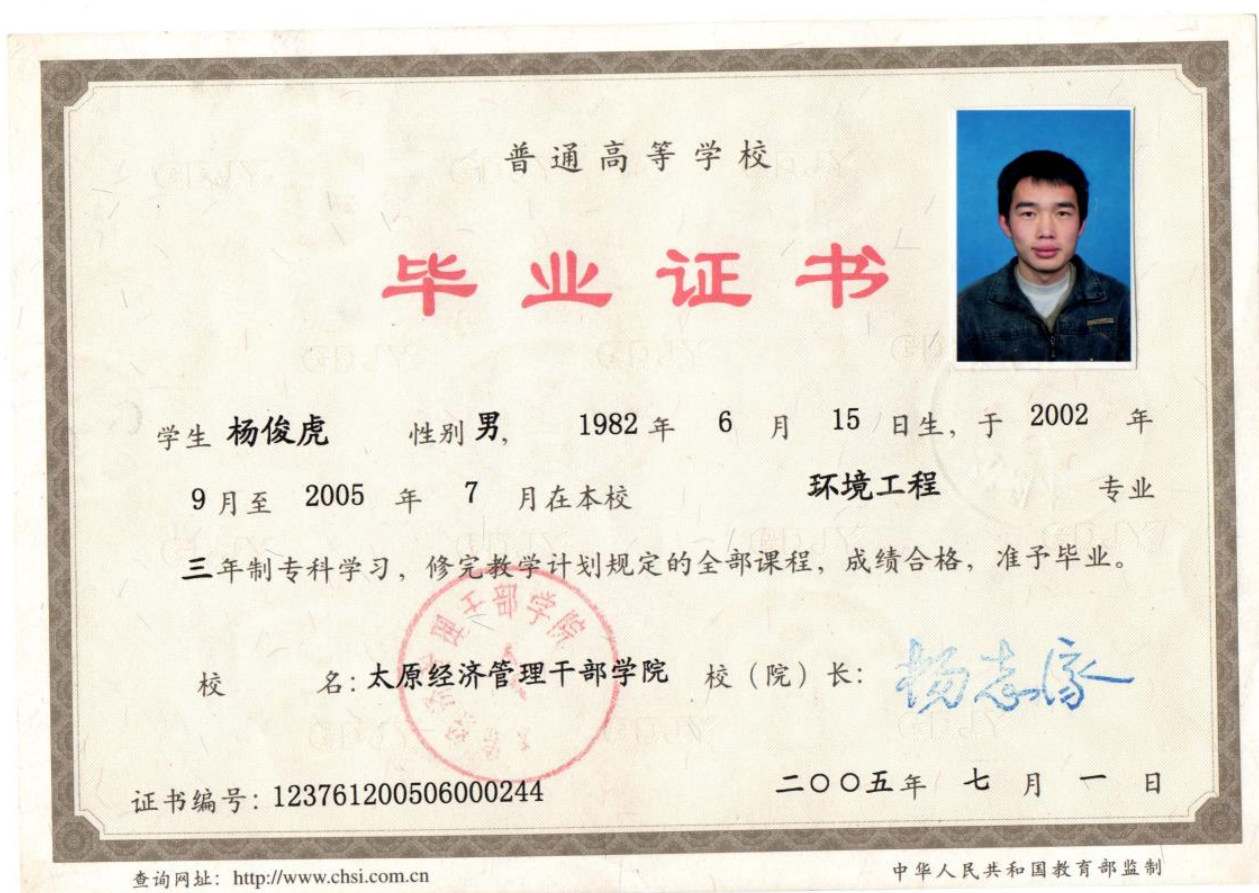 普通高等学校
毕业证书
学生 杨俊虎 性别 男, 1982 年 6 月 15 日生, 于 2002 年
9 月至 2005 年 7 月在本校 环境工程 专业
三年制专科学习, 修完教学计划规定的全部课程, 成绩合格, 准予毕业。
校 名: 太原经济管理干部学院 校(院)长:
证书编号: 123761200506000244 二〇〇五年 七 月 一 日
查询网址: http://www.chsi.com.cn 中华人民共和国教育部监制